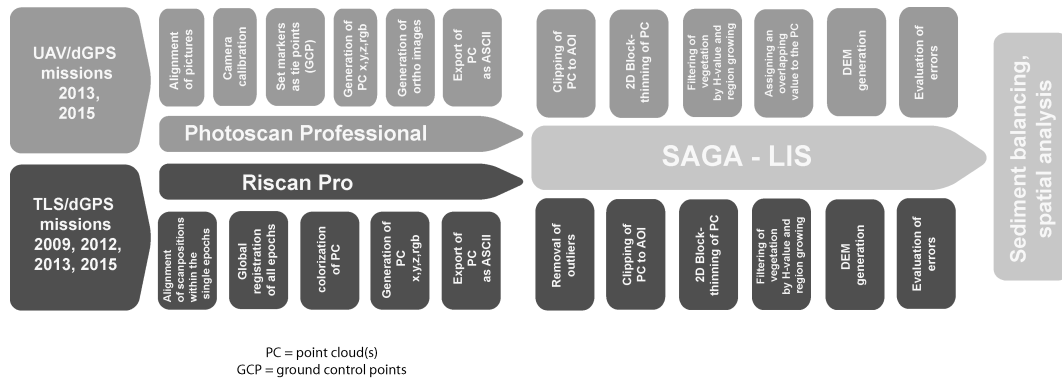 UAV/dGPS
missions
2013,
2015
Alignment
of pictures
Camera
calibration
Set markers
as tie points
(GCP)
Generation of
PC x,y,z,rgb
Generation of
ortho images
Export of
PC
as ASCII
Photoscan Professional
Clipping of
PC to AOI
2D Block-
thinning of PC
Filtering of
vegetation
by H-value and
region growing
Assigning an
overlapping
value to the PC
DEM
generation
Evaluation of
errors
SAGA - LIS
Sediment balancing,
spatial analysis
TLS/dGPS
missions
2009, 2012,
2013, 2015
Riscan Pro
Alignment
of scanpositions
within the
single epochs
Global
registration
of all epochs
colorization
of PC
Generation of
PC
x,y,z,rgb
Export of
PC
as ASCII
Removal of
outliers
Clipping of
PC to AOI
2D Block-
thinning of PC
Filtering of
vegetation
by H-value and
region growing
DEM
generation
Evaluation of
errors
PC = point cloud(s)
GCP = ground control points